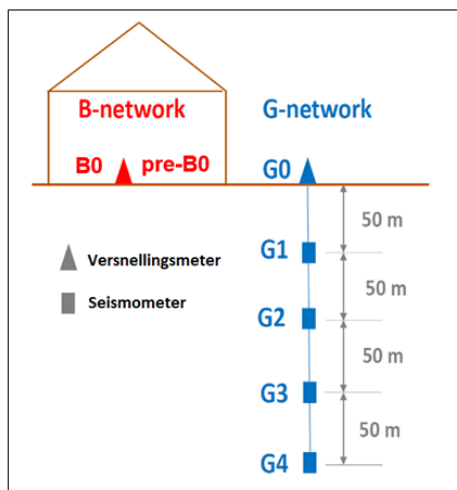 B-network
G-network
B0
pre-B0
G0
50 m
G1
50 m
Versnellingsmeter
Seismometer
G2
50 m
G3
50 m
G4